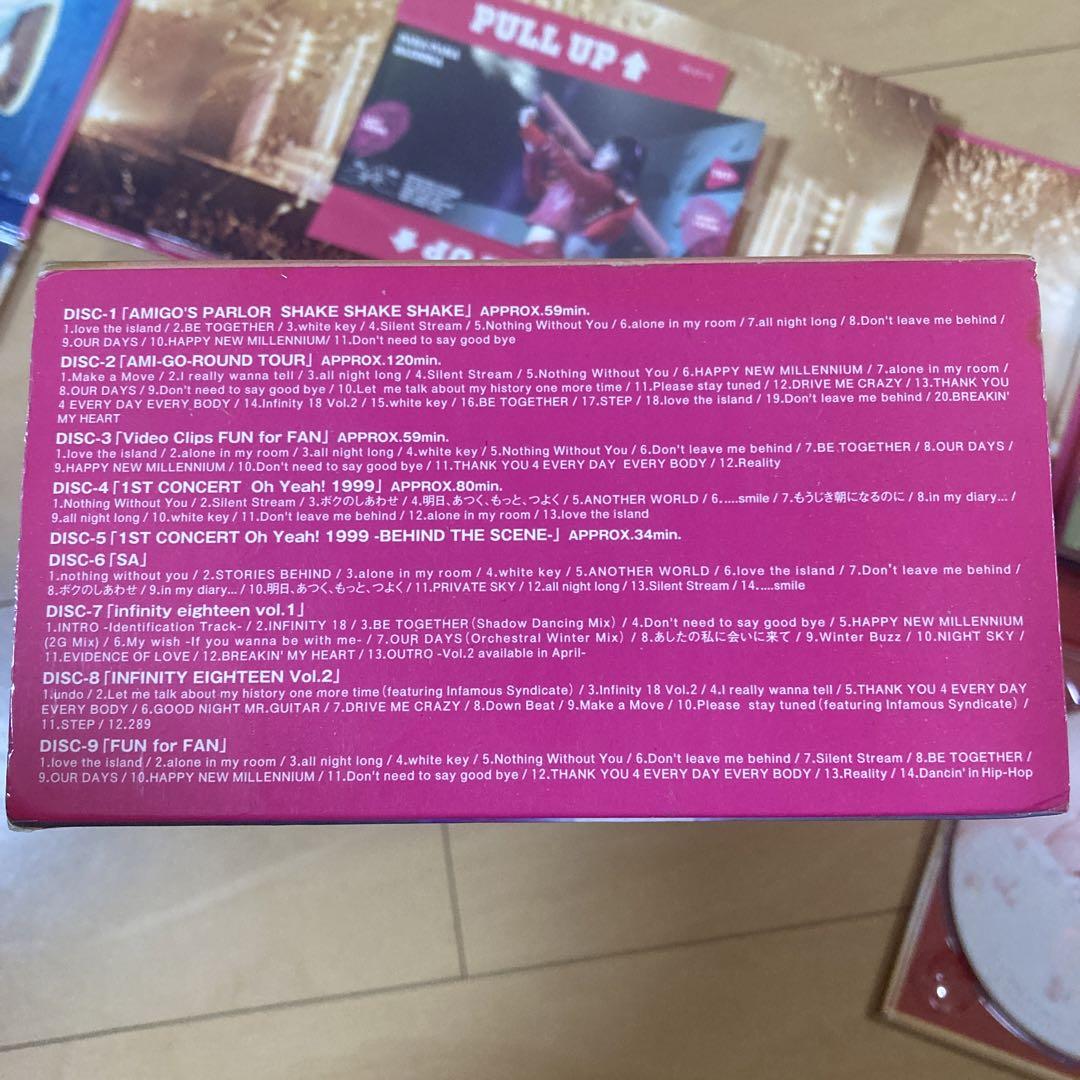 PULL UP
UP
DISC-1「AMIGO'S PARLOR SHAKE SHAKE SHAKE」 APPROX.59min.
1.love the island / 2.BE TOGETHER / 3.white key / 4.Silent Stream / 5.Nothing Without You / 6.alone in my room / 7.all night long / 8.Don't leave me behind /
9.OUR DAYS / 10.HAPPY NEW MILLENNIUM/ 11.Don't need to say good bye
DISC-2「AMI-GO-ROUND TOUR」 APPROX.120min.
1.Make a Move / 2.I really wanna tell / 3.all night long / 4.Silent Stream / 5.Nothing Without You / 6.HAPPY NEW MILLENNIUM / 7.alone in my room /
8.OUR DAYS / 9.Don't need to say good bye / 10.Let me talk about my history one more time / 11.Please stay tuned / 12.DRIVE ME CRAZY / 13.THANK YOU
4 EVERY DAY EVERY BODY / 14.Infinity 18 Vol.2 / 15.white key / 16.BE TOGETHER / 17.STEP / 18.love the island / 19.Don't leave me behind / 20.BREAKIN'
MY HEART
DISC-3「Video Clips FUN for FAN」 APPROX.59min.
1.love the island / 2.alone in my room / 3.all night long / 4.white key / 5.Nothing Without You / 6.Don't leave me behind / 7.BE TOGETHER / 8.OUR DAYS /
9.HAPPY NEW MILLENNIUM / 10.Don't need to say good bye / 11.THANK YOU 4 EVERY DAY EVERY BODY / 12.Reality
DISC-4「1ST CONCERT Oh Yeah! 1999」 APPROX.80min.
1.Nothing Without You / 2.Silent Stream / 3.ボクのしあわせ / 4.明日、あつく、もっと、つよく / 5.ANOTHER WORLD / 6.....smile / 7.もうじき朝になるのに / 8.in my diary... /
9.all night long / 10.white key / 11.Don't leave me behind / 12.alone in my room / 13.love the island
DISC-5「1ST CONCERT Oh Yeah! 1999 -BEHIND THE SCENE-」 APPROX.34min.
DISC-6「SA」
1.nothing without you / 2.STORIES BEHIND / 3.alone in my room / 4.white key / 5.ANOTHER WORLD / 6.love the island / 7.Don't leave me behind /
8.ボクのしあわせ / 9.in my diary... / 10.明日、あつく、もっと、つよく / 11.PRIVATE SKY / 12.all night long / 13.Silent Stream / 14.....smile
DISC-7「infinity eighteen vol.1」
1.INTRO -Identification Track- / 2.INFINITY 18 / 3.BE TOGETHER (Shadow Dancing Mix) / 4.Don't need to say good bye / 5.HAPPY NEW MILLENNIUM
(2G Mix) / 6.My wish -If you wanna be with me- / 7.OUR DAYS (Orchestral Winter Mix) / 8.あしたの私に会いに来て / 9.Winter Buzz / 10.NIGHT SKY /
11.EVIDENCE OF LOVE / 12.BREAKIN' MY HEART / 13.OUTRO -Vol.2 available in April-
DISC-8「INFINITY EIGHTEEN Vol.2」
1.undo / 2.Let me talk about my history one more time (featuring Infamous Syndicate) / 3.Infinity 18 Vol.2 / 4.I really wanna tell / 5.THANK YOU 4 EVERY DAY
EVERY BODY / 6.GOOD NIGHT MR.GUITAR / 7.DRIVE ME CRAZY / 8.Down Beat / 9.Make a Move / 10.Please stay tuned (featuring Infamous Syndicate) /
11.STEP / 12.289
DISC-9「FUN for FAN」
1.love the island / 2.alone in my room / 3.all night long / 4.white key / 5.Nothing Without You / 6.Don't leave me behind / 7.Silent Stream / 8.BE TOGETHER /
9.OUR DAYS / 10.HAPPY NEW MILLENNIUM / 11.Don't need to say good bye / 12.THANK YOU 4 EVERY DAY EVERY BODY / 13.Reality / 14.Dancin' in Hip-Hop